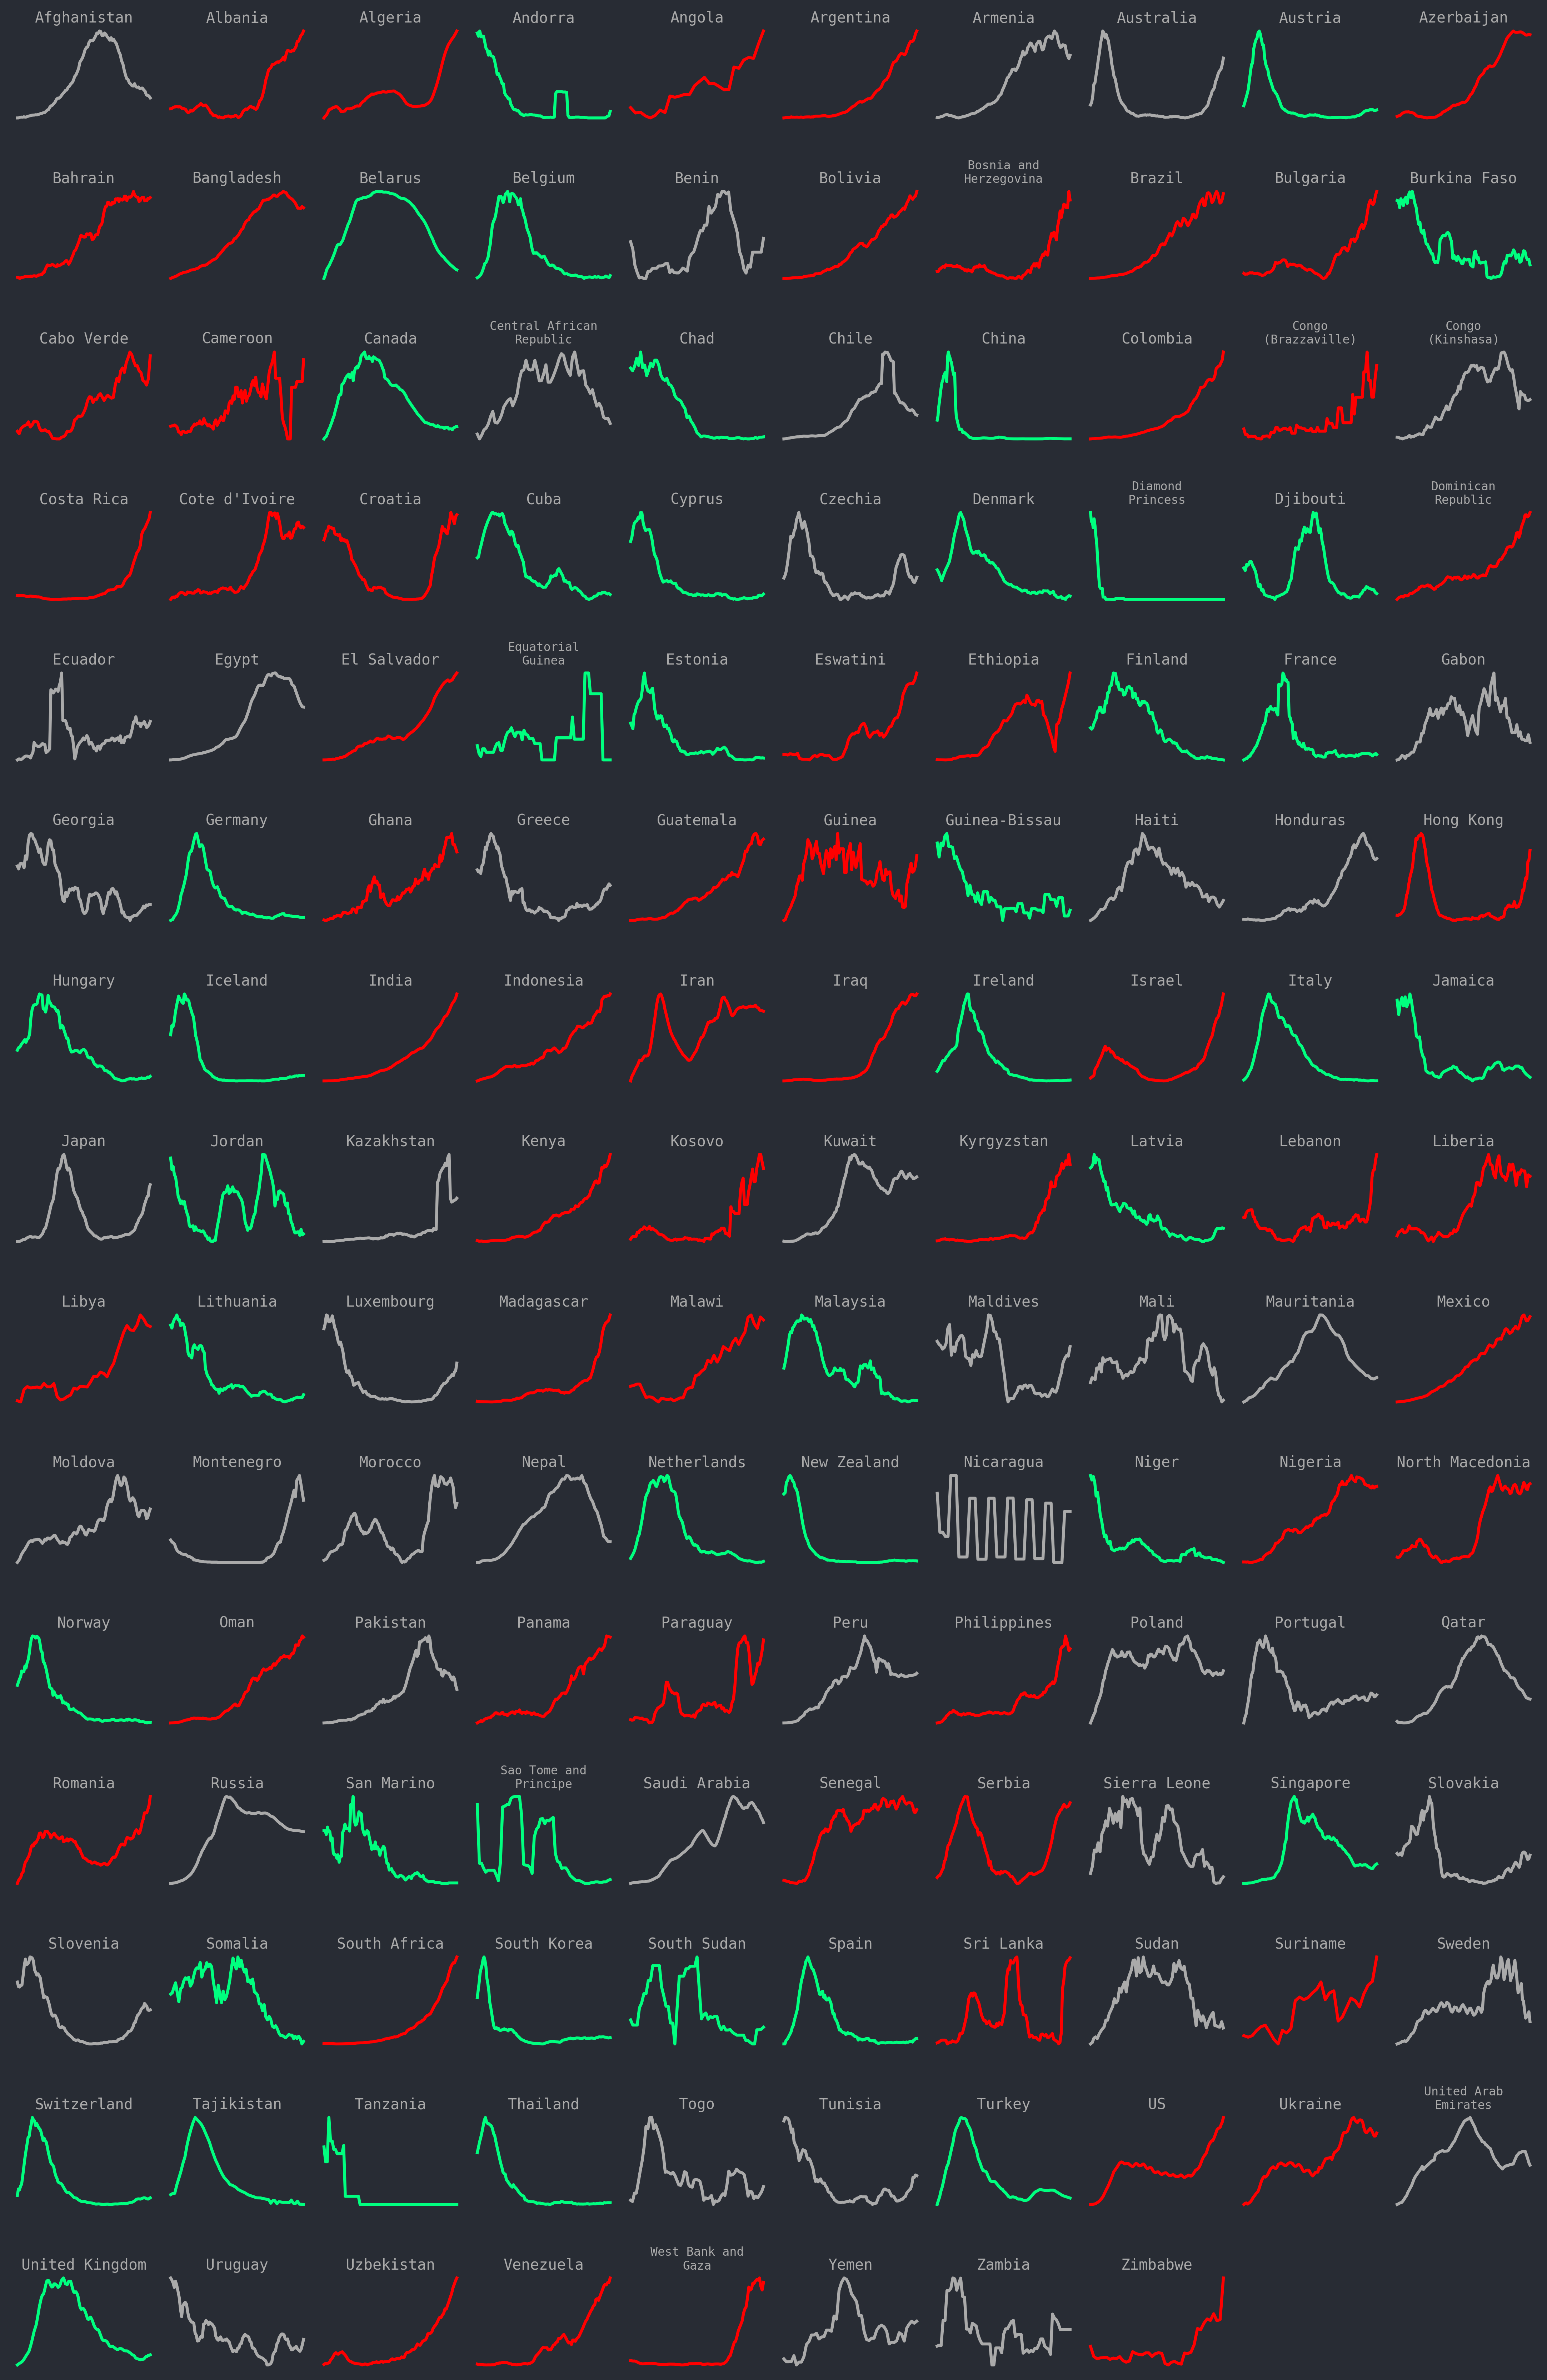 Afghanistan Albania Algeria Andorra Angola Argentina Armenia Australia Austria Azerbaijan
Bahrain Bangladesh Belarus Belgium Benin Bolivia Bosnia and
Herzegovina Brazil Bulgaria Burkina Faso
Cabo Verde Cameroon Canada Central African
Republic Chad Chile China Colombia Congo
(Brazzaville) Congo
(Kinshasa)
Costa Rica Cote d'Ivoire Croatia Cuba Cyprus Czechia Denmark Diamond
Princess Djibouti Dominican
Republic
Ecuador Egypt El Salvador Equatorial
Guinea Estonia Eswatini Ethiopia Finland France Gabon
Georgia Germany Ghana Greece Guatemala Guinea Guinea-Bissau Haiti Honduras Hong Kong
Hungary Iceland India Indonesia Iran Iraq Ireland Israel Italy Jamaica
Japan Jordan Kazakhstan Kenya Kosovo Kuwait Kyrgyzstan Latvia Lebanon Liberia
Libya Lithuania Luxembourg Madagascar Malawi Malaysia Maldives Mali Mauritania Mexico
Moldova Montenegro Morocco Nepal Netherlands New Zealand Nicaragua Niger Nigeria North Macedonia
Norway Oman Pakistan Panama Paraguay Peru Philippines Poland Portugal Qatar
Romania Russia San Marino Sao Tome and
Principe Saudi Arabia Senegal Serbia Sierra Leone Singapore Slovakia
Slovenia Somalia South Africa South Korea South Sudan Spain Sri Lanka Sudan Suriname Sweden
Switzerland Tajikistan Tanzania Thailand Togo Tunisia Turkey US Ukraine United Arab
Emirates
United Kingdom Uruguay Uzbekistan Venezuela West Bank and
Gaza Yemen Zambia Zimbabwe